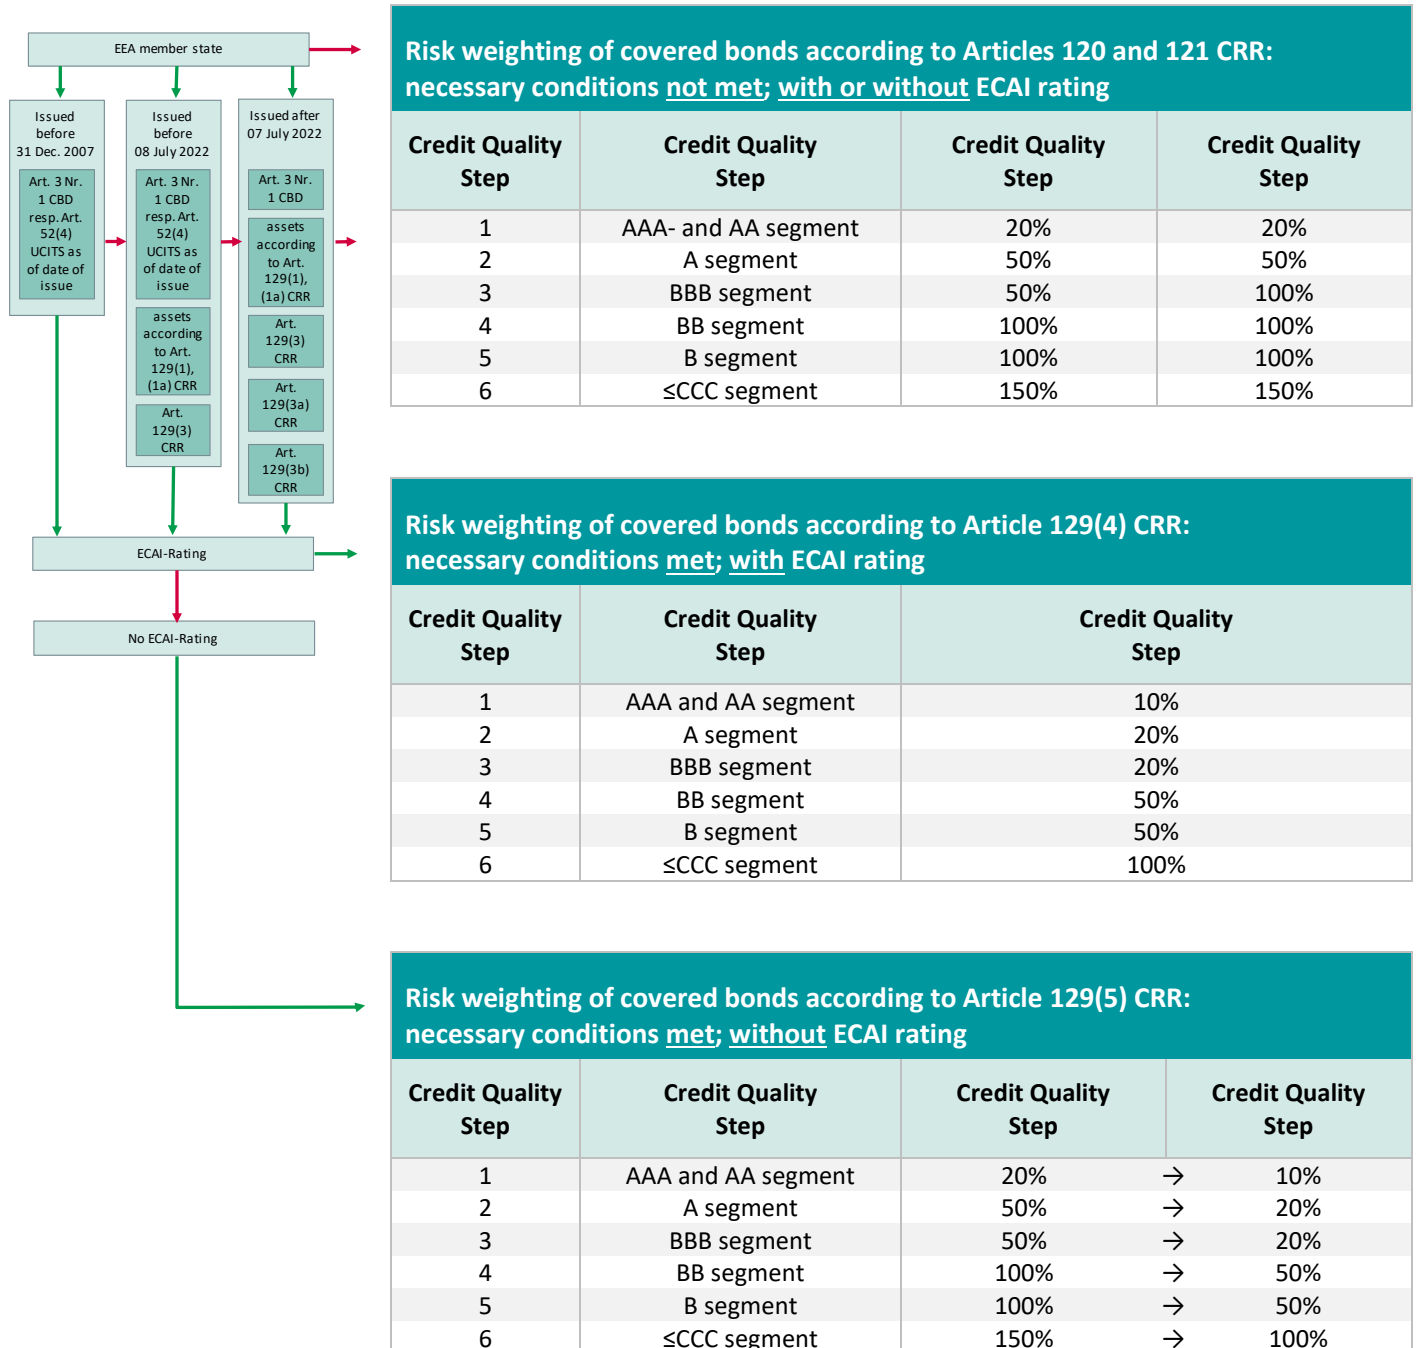 EEA member state
Issued
before
31 Dec. 2007
Art. 3 Nr.
1 CBD
resp. Art.
52(4)
UCITS as
of date of
issue
Issued
before
08 July 2022
Art. 3 Nr.
1 CBD
resp. Art.
52(4)
UCITS as
of date of
issue
assets
according
to Art.
129(1),
(1a) CRR
Art.
129(3)
CRR
Issued after
07 July 2022
Art. 3 Nr.
1 CBD
assets
according
to Art.
129(1),
(1a) CRR
Art.
129(3)
CRR
Art.
129(3a)
CRR
Art.
129(3b)
CRR
ECAI-Rating
No ECAI-Rating
Risk weighting of covered bonds according to Articles 120 and 121 CRR:
necessary conditions not met; with or without ECAI rating
Credit Quality Credit Quality Credit Quality Credit Quality
Step Step Step Step
1 AAA- and AA segment 20% 20%
2 A segment 50% 50%
3 BBB segment 50% 100%
4 BB segment 100% 100%
5 B segment 100% 100%
6 ≤CCC segment 150% 150%
Risk weighting of covered bonds according to Article 129(4) CRR:
necessary conditions met; with ECAI rating
Credit Quality Credit Quality Credit Quality
Step Step Step
1 AAA and AA segment 10%
2 A segment 20%
3 BBB segment 20%
4 BB segment 50%
5 B segment 50%
6 ≤CCC segment 100%
Risk weighting of covered bonds according to Article 129(5) CRR:
necessary conditions met; without ECAI rating
Credit Quality Credit Quality Credit Quality Credit Quality
Step Step Step Step
1 AAA and AA segment 20% → 10%
2 A segment 50% → 20%
3 BBB segment 50% → 20%
4 BB segment 100% → 50%
5 B segment 100% → 50%
6 ≤CCC segment 150% → 100%